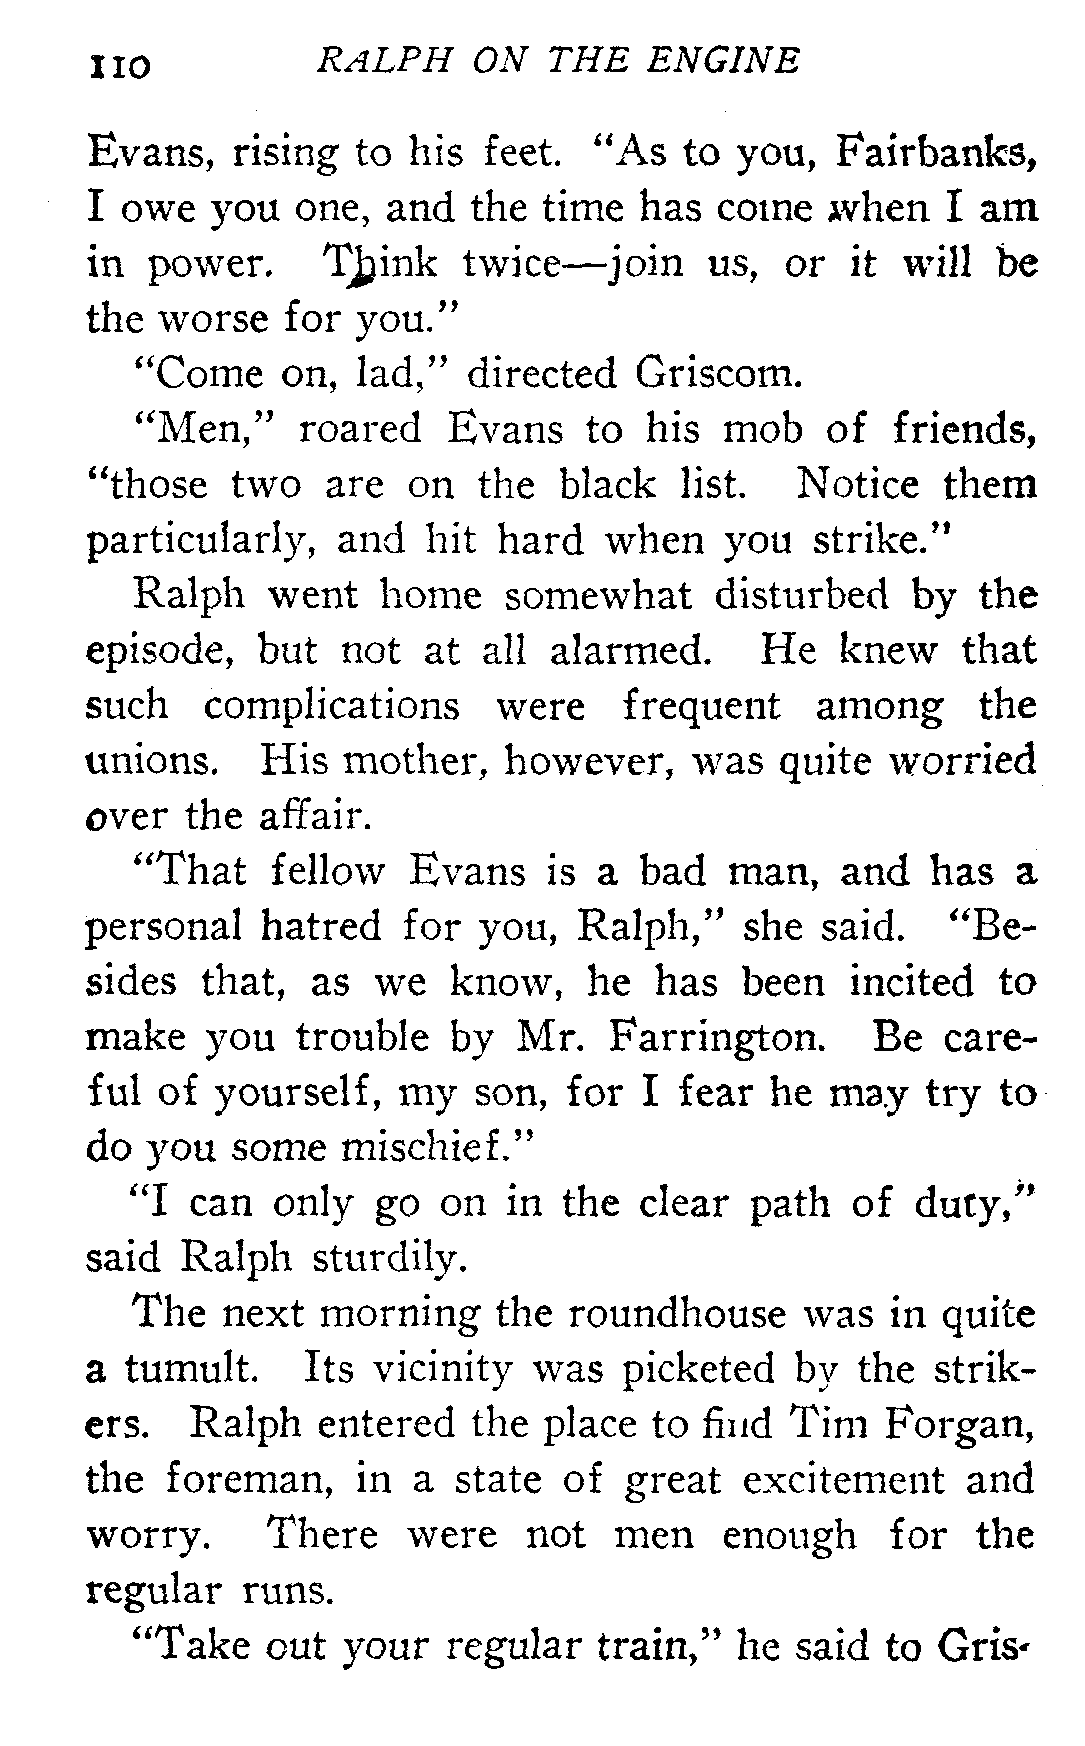 110 RALPH ON THE ENGINE
Evans, rising to his feet. “As to you, Fairbanks,
I owe you one, and the time has come when I am
in power. Think twice—join us, or it will be
the worse for you.”
“Come on, lad,” directed Griscom.
“Men,” roared Evans to his mob of friends,
“those two are on the black list. Notice them
particularly, and hit hard when you strike.”
Ralph went home somewhat disturbed by the
episode, but not at all alarmed. He knew that
such complications were frequent among the
unions. His mother, however, was quite worried
over the affair.
“That fellow Evans is a bad man, and has a
personal hatred for you, Ralph,” she said. “Be-
sides that, as we know, he has been incited to
make you trouble by Mr. Farrington. Be care-
ful of yourself, my son, for I fear he may try to
do you some mischief.”
“I can only go on in the clear path of duty,”
said Ralph sturdily.
The next morning the roundhouse was in quite
a tumult. Its vicinity was picketed by the strik-
ers. Ralph entered the place to find Tim Forgan,
the foreman, in a state of great excitement and
worry. There were not men enough for the
regular runs.
“Take out your regular train,” he said to Gris-